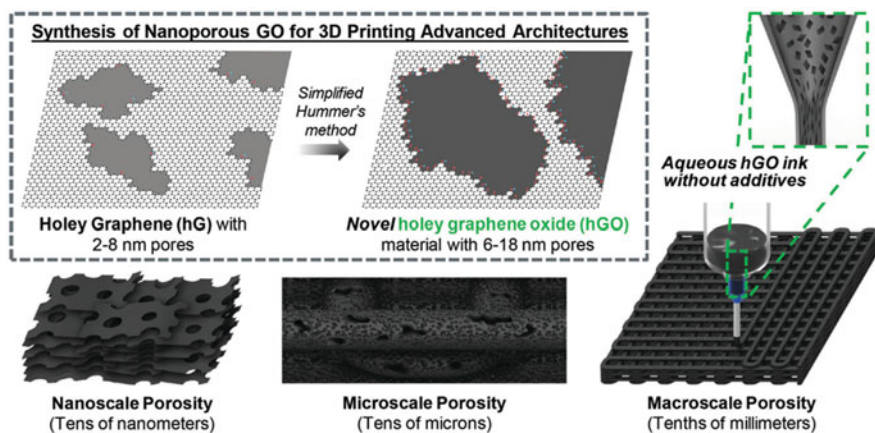 Synthesis of Nanoporous GO for 3D Printing Advanced Architectures
Simplified
Hummer's
method
Holey Graphene (hG) with
2-8 nm pores
Novel holey graphene oxide (hGO)
material with 6-18 nm pores
Aqueous hGO ink
without additives
Nanoscale Porosity
(Tens of nanometers)
Microscale Porosity
(Tens of microns)
Macroscale Porosity
(Tenths of millimeters)